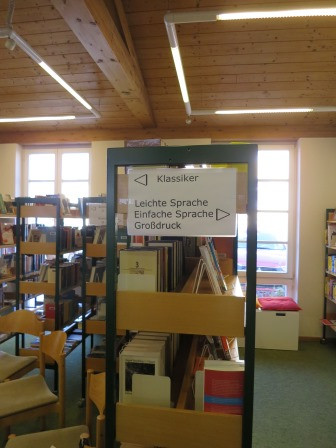 Klassiker
Leichte Sprache
Einfache Sprache
Großdruck